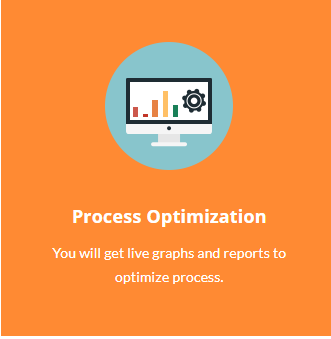 Process Optimization
You will get live graphs and reports to
optimize process.